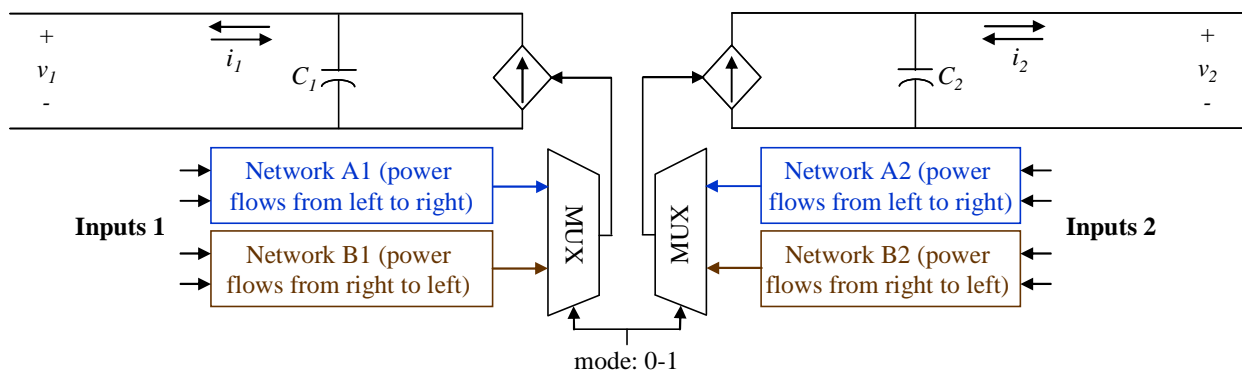 +
v1
-
i1
C1
C2
i2
+
v2
-
Network A1 (power
flows from left to right)
Network B1 (power
flows from right to left)
Inputs 1
MUX
MUX
Network A2 (power
flows from left to right)
Network B2 (power
flows from right to left)
Inputs 2
mode: 0-1